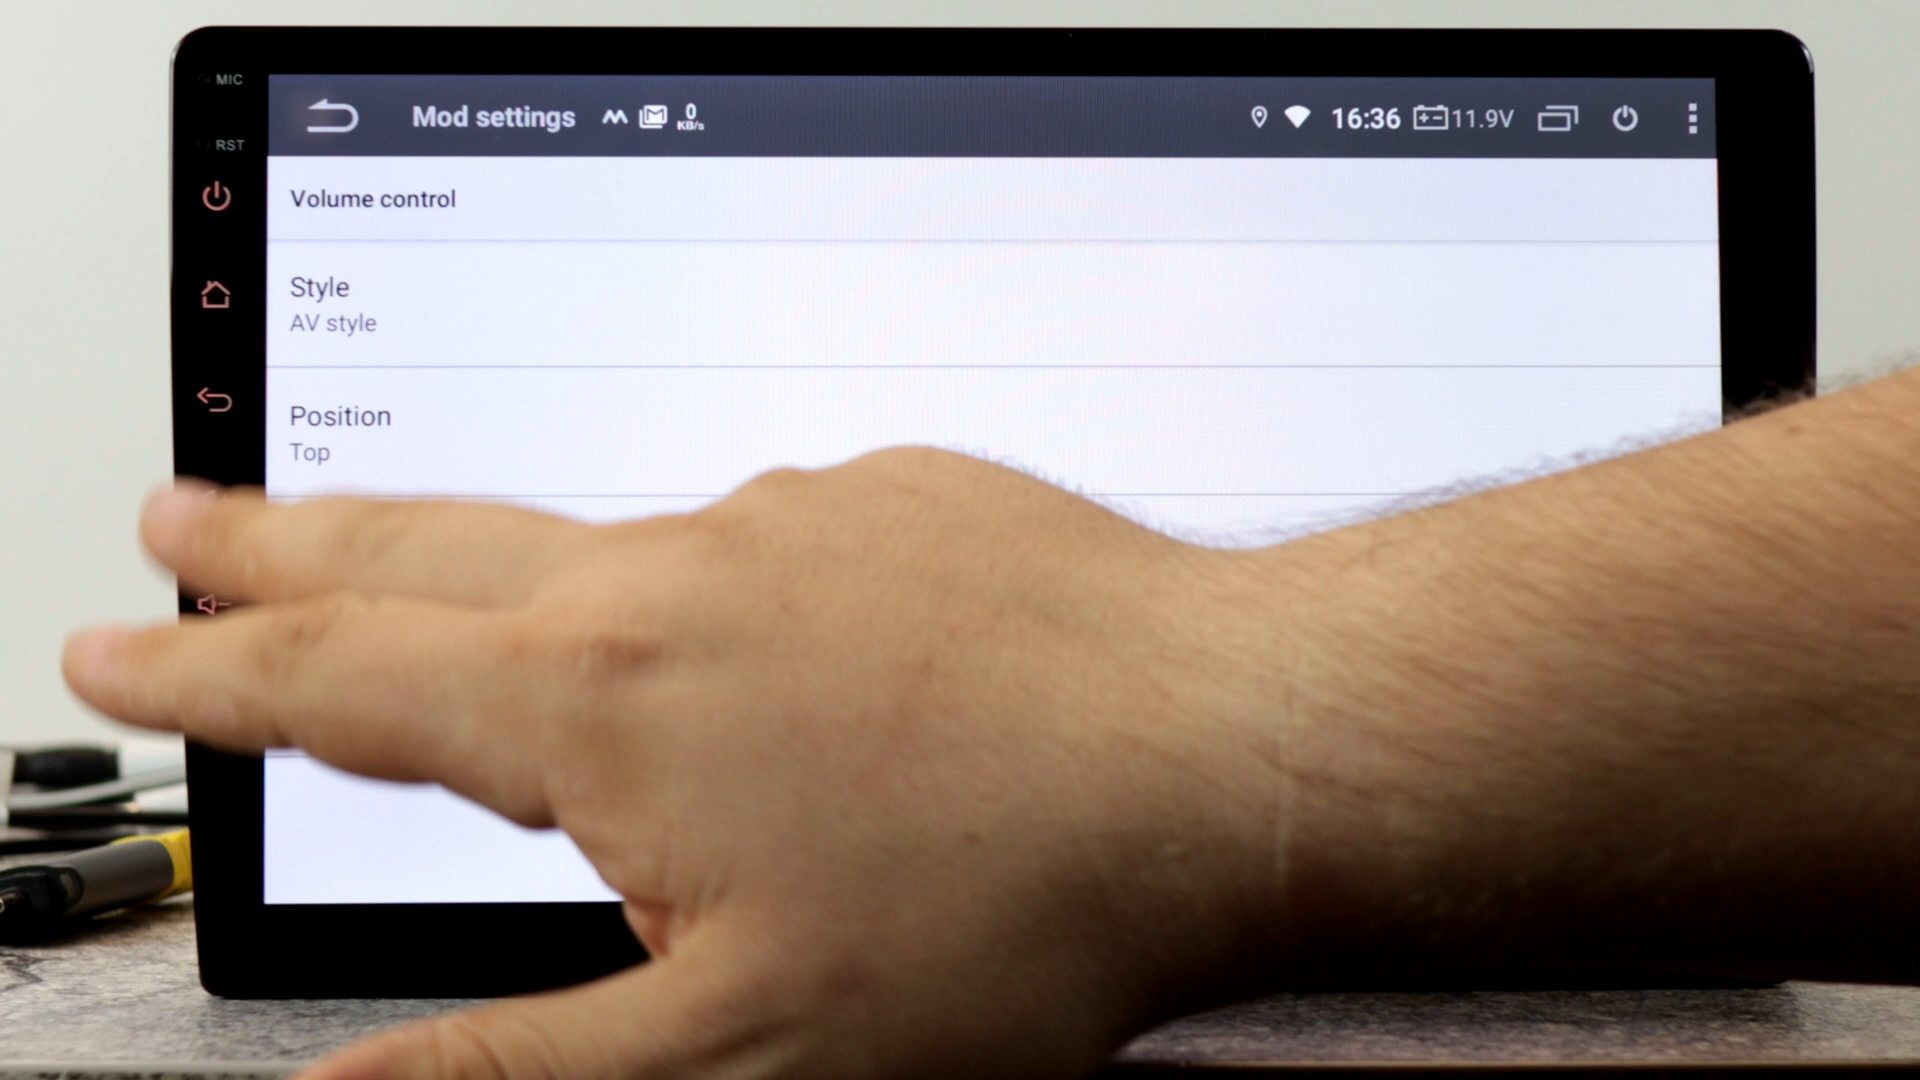 MIC
RST
Mod settings 0 KB/s 16:36 11.9V
Volume control
Style
AV style
Position
Top